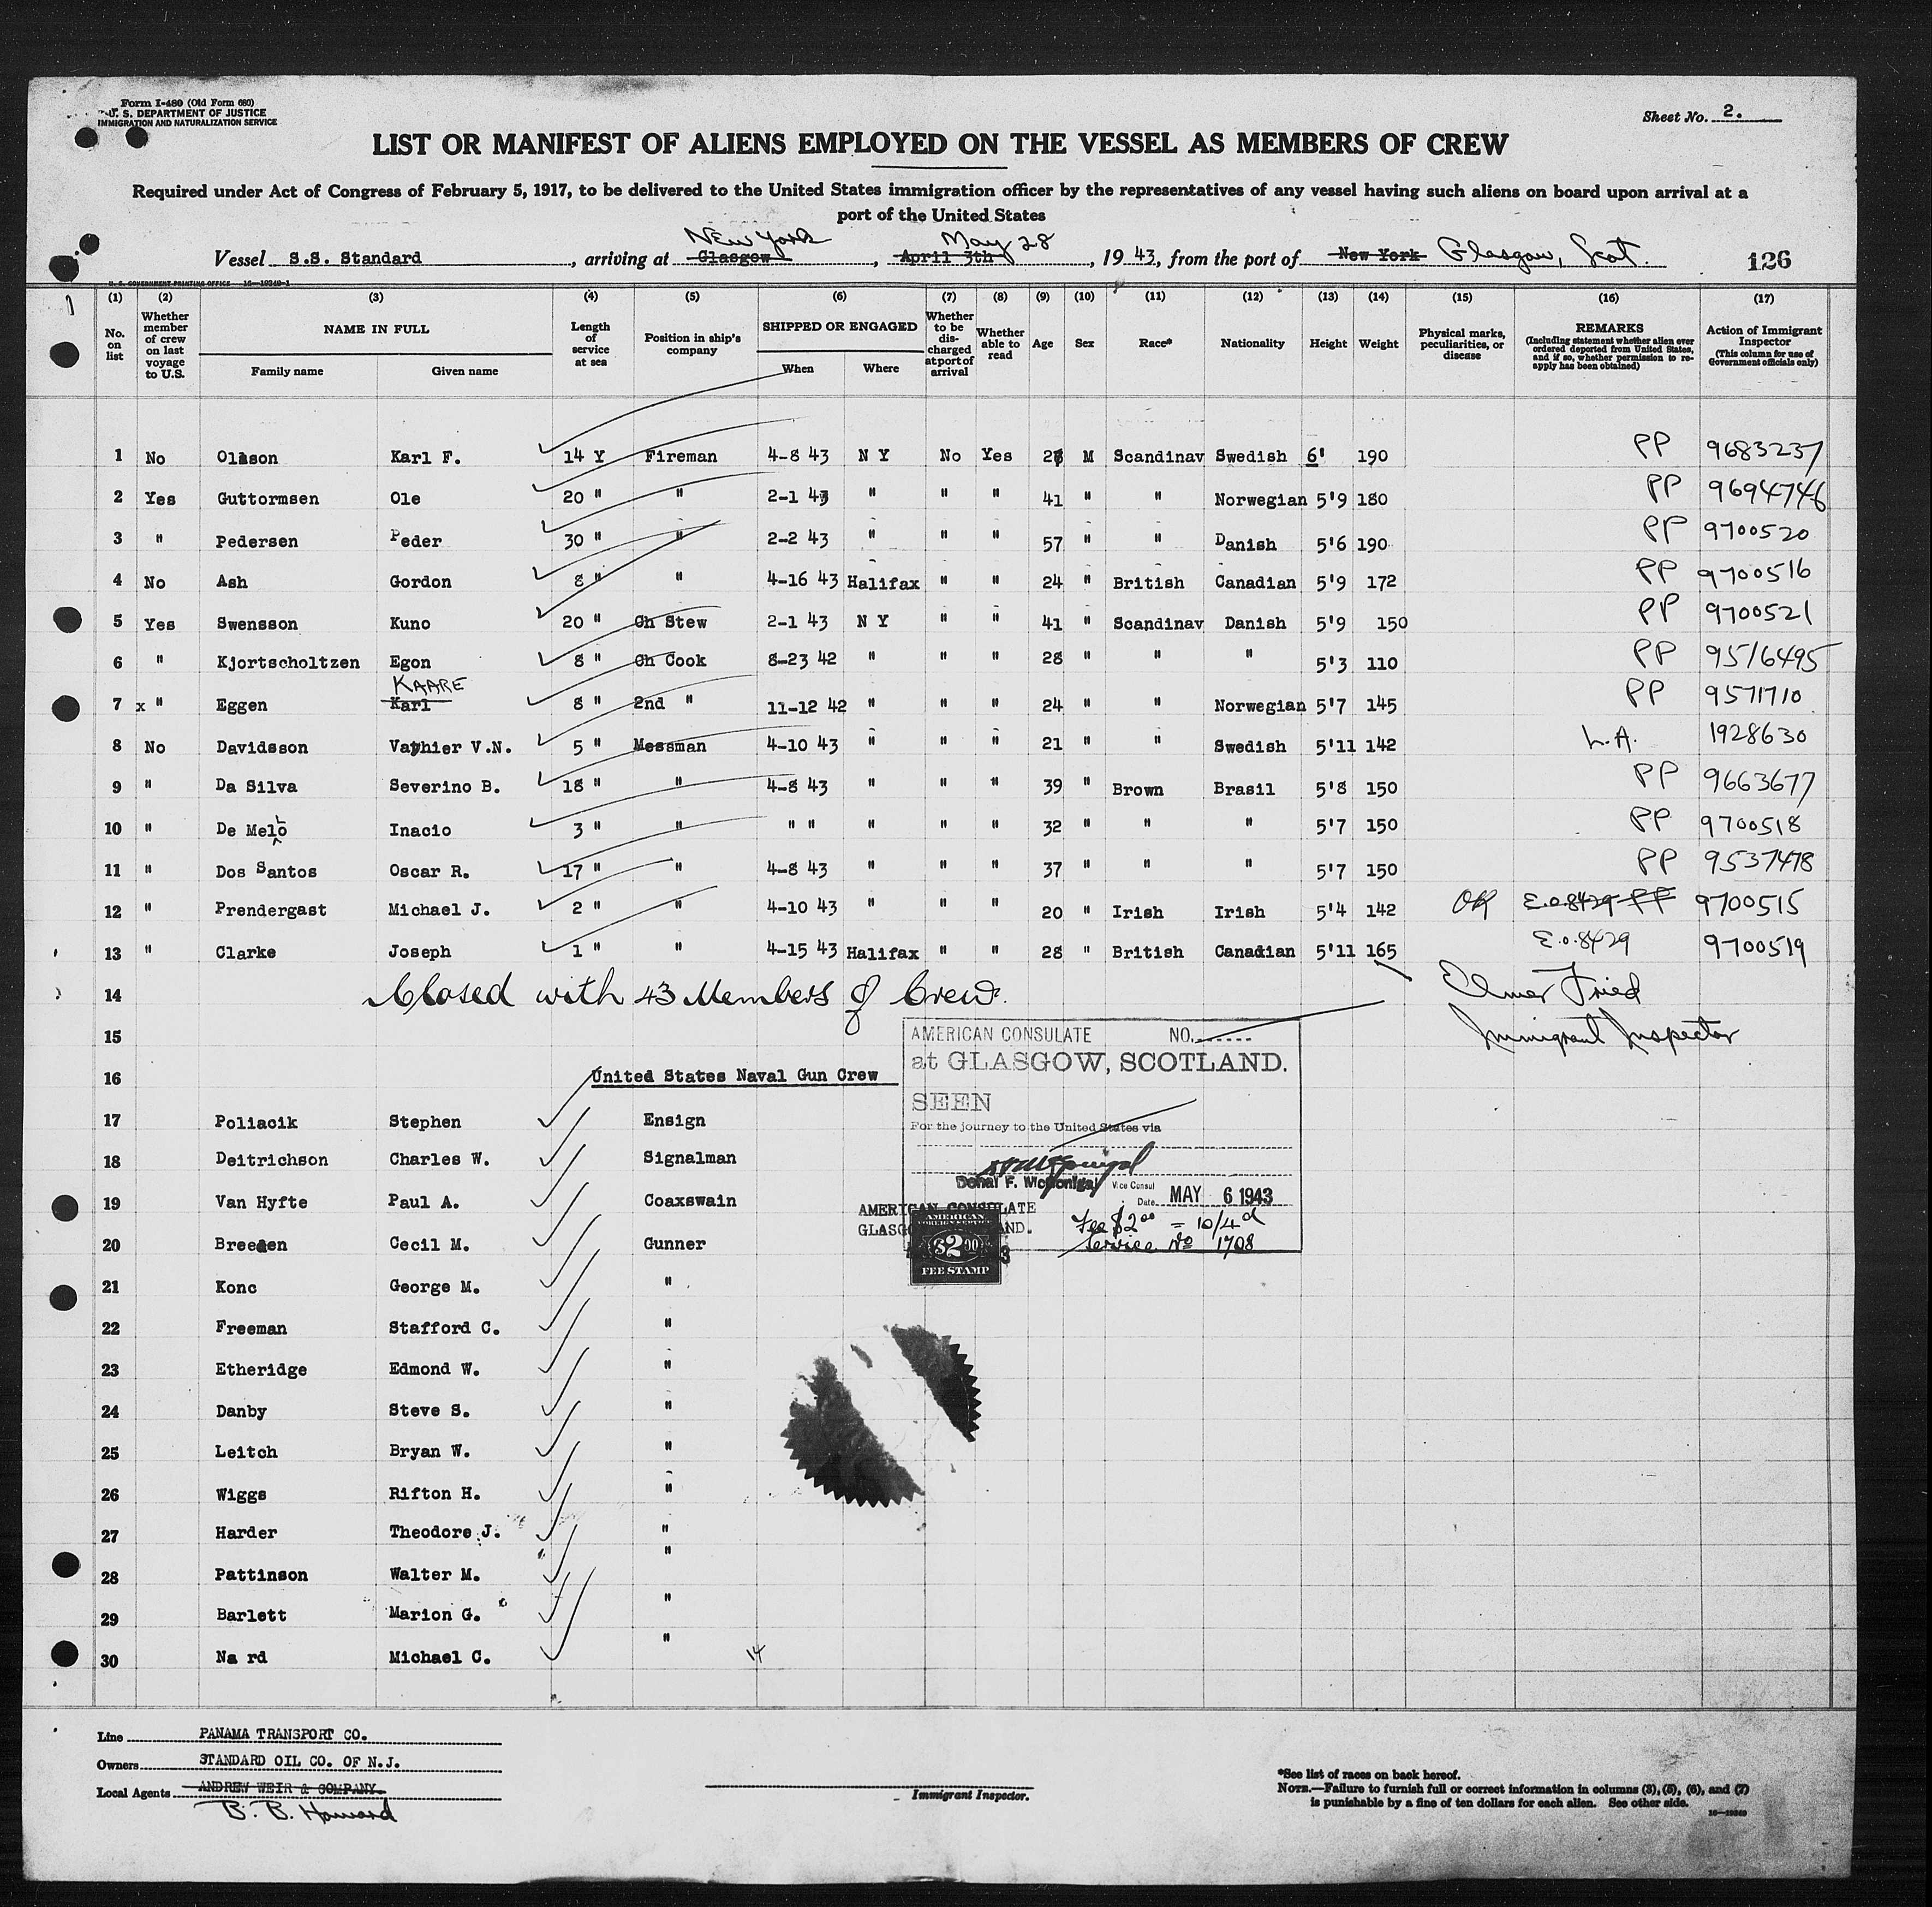 Form I-480 (Old Form 680)
U. S. DEPARTMENT OF JUSTICE
IMMIGRATION AND NATURALIZATION SERVICE
Sheet No. 2.
LIST OR MANIFEST OF ALIENS EMPLOYED ON THE VESSEL AS MEMBERS OF CREW
Required under Act of Congress of February 5, 1917, to be delivered to the United States immigration officer by the representatives of any vessel having such aliens on board upon arrival at a
port of the United States
New York May 28
Vessel S.S. Standard, arriving at Glasgow, April 3th, 1943, from the port of New York Glasgow, Scot. 126
U. S. GOVERNMENT PRINTING OFFICE 16—19240-1
(1) (2) (3) (4) (5) (6) (7) (8) (9) (10) (11) (12) (13) (14) (15) (16) (17)
No. on list
Whether member of crew on last voyage to U.S.
NAME IN FULL
Family name Given name
Length of service at sea
Position in ship's company
SHIPPED OR ENGAGED
When Where
Whether to be discharged at port of arrival
Whether able to read
Age Sex Race* Nationality Height Weight
Physical marks, peculiarities, or disease
REMARKS
(Including statement whether alien ever ordered deported from United States, and if so, whether permission to reapply has been obtained)
Action of Immigrant Inspector
(This column for use of Government officials only)
1 No Olsson Karl F. 14 Y Fireman 4-8 43 N Y No Yes 28 M Scandinav Swedish 6' 190 PP 9683237
2 Yes Guttormsen Ole 20 " " 2-1 43 " " " 41 " " Norwegian 5'9 180 PP 9694746
3 " Pedersen Peder 30 " " 2-2 43 " " " 57 " " Danish 5'6 190 PP 9700520
4 No Ash Gordon 8 " " 4-16 43 Halifax " " 24 " British Canadian 5'9 172 PP 9700516
5 Yes Swensson Kuno 20 " Ch Stew 2-1 43 N Y " " 41 " Scandinav Danish 5'9 150 PP 9700521
6 " Kjortscholtzen Egon 8 " Ch Cook 8-23 42 " " " 28 " " " 5'3 110 PP 9516495
KAARE
7 x " Eggen Karl 8 " 2nd " 11-12 42 " " " 24 " " Norwegian 5'7 145 PP 9571710
8 No Davidsson Vathier V.N. 5 " Messman 4-10 43 " " " 21 " " Swedish 5'11 142 L.A. 1928630
9 " Da Silva Severino B. 18 " " 4-8 43 " " " 39 " Brown Brasil 5'8 150 PP 9663677
10 " De Melo Inacio 3 " " " " " " " 32 " " " 5'7 150 PP 9700518
11 " Dos Santos Oscar R. 17 " " 4-8 43 " " " 37 " " " 5'7 150 PP 9537478
12 " Prendergast Michael J. 2 " " 4-10 43 " " " 20 " Irish Irish 5'4 142 OK E.O. 8429 PP 9700515
13 " Clarke Joseph 1 " " 4-15 43 Halifax " " 28 " British Canadian 5'11 165 E.O. 8429 9700519
14 Closed with 43 Members of Crew. Elmer Fried
15 Immigrant Inspector
AMERICAN CONSULATE NO.
at GLASGOW, SCOTLAND.
16 United States Naval Gun Crew
SEEN
For the journey to the United States via
17 Poliacik Stephen Ensign
18 Deitrichson Charles W. Signalman
Donal F. McGonigal Vice Consul
Date MAY 6 1943
19 Van Hyfte Paul A. Coaxswain
AMERICAN CONSULATE
GLASGOW, SCOTLAND.
Fee $2.00 = 10/4d
Service No 1708
AMERICAN
FOREIGN SERVICE
$2.00
FEE STAMP
20 Breeden Cecil M. Gunner
21 Konc George M. "
22 Freeman Stafford C. "
23 Etheridge Edmond W. "
24 Danby Steve S. "
25 Leitch Bryan W. "
26 Wiggs Rifton H. "
27 Harder Theodore J. "
28 Pattinson Walter M. "
29 Barlett Marion G. "
30 Na rd Michael C. " 14
Line PANAMA TRANSPORT CO.
Owners STANDARD OIL CO. OF N.J.
Local Agents ANDREW WEIR & COMPANY.
B. B. Howard
Immigrant Inspector.
*See list of races on back hereof.
NOTE.—Failure to furnish full or correct information in columns (3), (5), (6), and (7)
is punishable by a fine of ten dollars for each alien. See other side.
16—19240